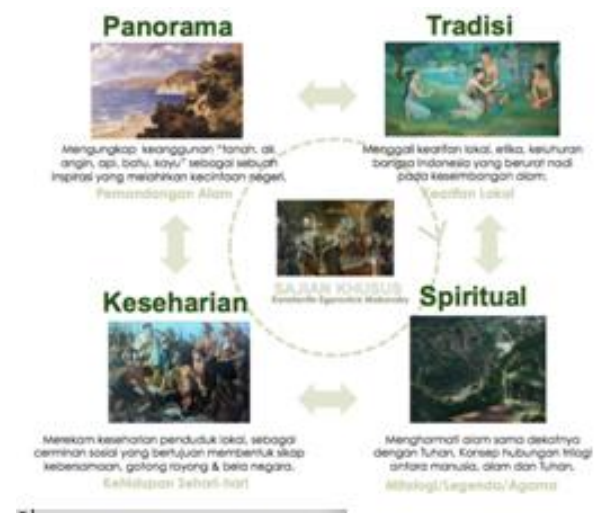 Panorama
Mengungkap keanggunan "tanah, air,
angin, api, batu, kayu" sebagai sebuah
inspirasi yang melahirkan kecintaan negeri.
Pemandangan Alam
Tradisi
Menggali kearifan lokal, etika, keluhuran
bangsa Indonesia yang berurat nadi
pada keseimbangan alam.
Kearifan Lokal
SAJIAN KHUSUS
Konstantin Egorovick Makovsky
Keseharian
Merekam keseharian penduduk lokal, sebagai
cerminan sosial yang bertujuan membentuk sikap
kebersamaan, gotong royong & bela negara.
Kehidupan Sehari-hari
Spiritual
Menghormati alam sama dekatnya
dengan Tuhan. Konsep hubungan trilogi
antara manusia, alam dan Tuhan.
Mitologi/Legenda/Agama